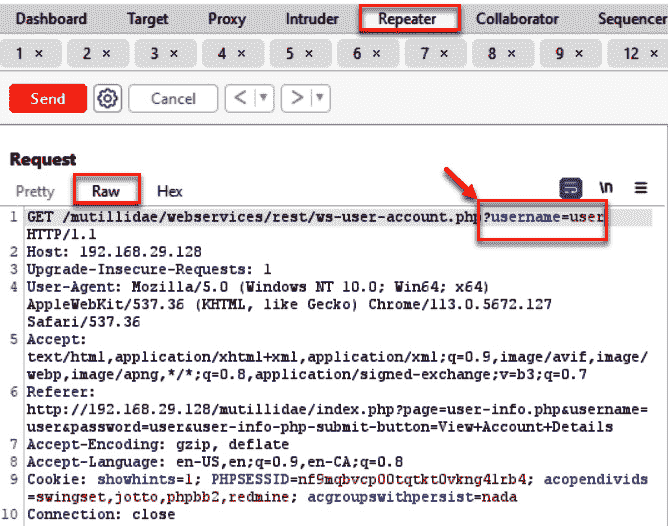 Dashboard Target Proxy Intruder Repeater Collaborator Sequencer
1 × 2 × 3 × 4 × 5 × 6 × 7 × 8 × 9 × 12 ×
Send Cancel < ▼ > ▼
Request
Pretty Raw Hex \n
1 GET /mutillidae/webservices/rest/ws-user-account.php?username=user
HTTP/1.1
2 Host: 192.168.29.128
3 Upgrade-Insecure-Requests: 1
4 User-Agent: Mozilla/5.0 (Windows NT 10.0; Win64; x64)
AppleWebKit/537.36 (KHTML, like Gecko) Chrome/113.0.5672.127
Safari/537.36
5 Accept:
text/html,application/xhtml+xml,application/xml;q=0.9,image/avif,image/
webp,image/apng,*/*;q=0.8,application/signed-exchange;v=b3;q=0.7
6 Referer:
http://192.168.29.128/mutillidae/index.php?page=user-info.php&username=
user&password=user&user-info-php-submit-button=View+Account+Details
7 Accept-Encoding: gzip, deflate
8 Accept-Language: en-US,en;q=0.9,en-CA;q=0.8
9 Cookie: showhints=1; PHPSESSID=nf9mqbvcp00tqtkt0vkng41rb4; acopendivids
=swingset,jotto,phpbb2,redmine; acgroupswithpersist=nada
10 Connection: close